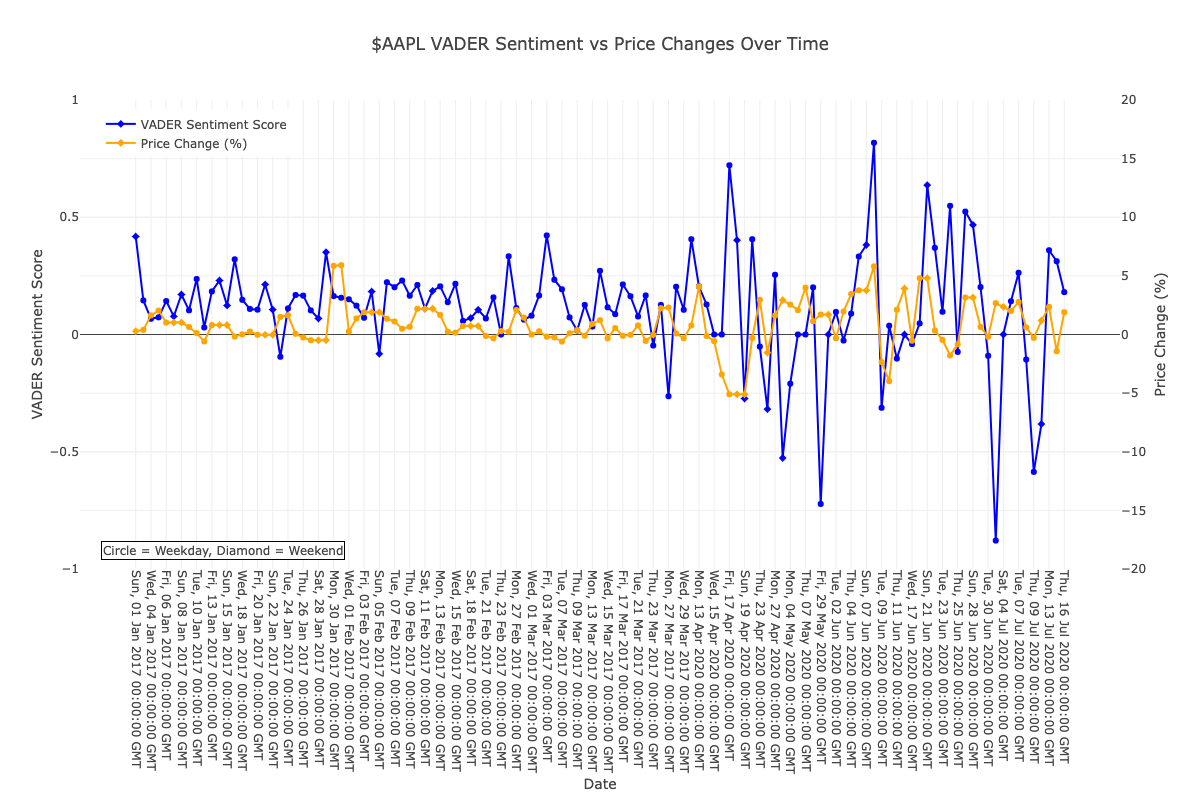 $AAPL VADER Sentiment vs Price Changes Over Time
VADER Sentiment Score
Price Change (%)
1
0.5
0
−0.5
−1
VADER Sentiment Score
20
15
10
5
0
−5
−10
−15
−20
Price Change (%)
Circle = Weekday, Diamond = Weekend
Sun, 01 Jan 2017 00:00:00 GMT
Wed, 04 Jan 2017 00:00:00 GMT
Fri, 06 Jan 2017 00:00:00 GMT
Sun, 08 Jan 2017 00:00:00 GMT
Tue, 10 Jan 2017 00:00:00 GMT
Fri, 13 Jan 2017 00:00:00 GMT
Sun, 15 Jan 2017 00:00:00 GMT
Wed, 18 Jan 2017 00:00:00 GMT
Fri, 20 Jan 2017 00:00:00 GMT
Sun, 22 Jan 2017 00:00:00 GMT
Tue, 24 Jan 2017 00:00:00 GMT
Thu, 26 Jan 2017 00:00:00 GMT
Sat, 28 Jan 2017 00:00:00 GMT
Mon, 30 Jan 2017 00:00:00 GMT
Wed, 01 Feb 2017 00:00:00 GMT
Fri, 03 Feb 2017 00:00:00 GMT
Sun, 05 Feb 2017 00:00:00 GMT
Tue, 07 Feb 2017 00:00:00 GMT
Thu, 09 Feb 2017 00:00:00 GMT
Sat, 11 Feb 2017 00:00:00 GMT
Mon, 13 Feb 2017 00:00:00 GMT
Wed, 15 Feb 2017 00:00:00 GMT
Sat, 18 Feb 2017 00:00:00 GMT
Tue, 21 Feb 2017 00:00:00 GMT
Thu, 23 Feb 2017 00:00:00 GMT
Mon, 27 Feb 2017 00:00:00 GMT
Wed, 01 Mar 2017 00:00:00 GMT
Fri, 03 Mar 2017 00:00:00 GMT
Tue, 07 Mar 2017 00:00:00 GMT
Thu, 09 Mar 2017 00:00:00 GMT
Mon, 13 Mar 2017 00:00:00 GMT
Wed, 15 Mar 2017 00:00:00 GMT
Fri, 17 Mar 2017 00:00:00 GMT
Tue, 21 Mar 2017 00:00:00 GMT
Thu, 23 Mar 2017 00:00:00 GMT
Mon, 27 Mar 2017 00:00:00 GMT
Wed, 29 Mar 2017 00:00:00 GMT
Mon, 13 Apr 2020 00:00:00 GMT
Wed, 15 Apr 2020 00:00:00 GMT
Fri, 17 Apr 2020 00:00:00 GMT
Sun, 19 Apr 2020 00:00:00 GMT
Thu, 23 Apr 2020 00:00:00 GMT
Mon, 27 Apr 2020 00:00:00 GMT
Mon, 04 May 2020 00:00:00 GMT
Thu, 07 May 2020 00:00:00 GMT
Fri, 29 May 2020 00:00:00 GMT
Tue, 02 Jun 2020 00:00:00 GMT
Thu, 04 Jun 2020 00:00:00 GMT
Sun, 07 Jun 2020 00:00:00 GMT
Tue, 09 Jun 2020 00:00:00 GMT
Thu, 11 Jun 2020 00:00:00 GMT
Wed, 17 Jun 2020 00:00:00 GMT
Sun, 21 Jun 2020 00:00:00 GMT
Tue, 23 Jun 2020 00:00:00 GMT
Thu, 25 Jun 2020 00:00:00 GMT
Sun, 28 Jun 2020 00:00:00 GMT
Tue, 30 Jun 2020 00:00:00 GMT
Sat, 04 Jul 2020 00:00:00 GMT
Tue, 07 Jul 2020 00:00:00 GMT
Thu, 09 Jul 2020 00:00:00 GMT
Mon, 13 Jul 2020 00:00:00 GMT
Thu, 16 Jul 2020 00:00:00 GMT
Date